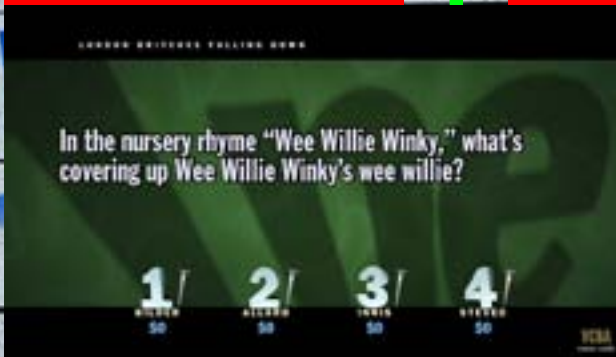 LONDON BRITCHES FALLING DOWN
In the nursery rhyme “Wee Willie Winky,” what's
covering up Wee Willie Winky's wee willie?
1 2 3 4
$0 $0 $0 $0